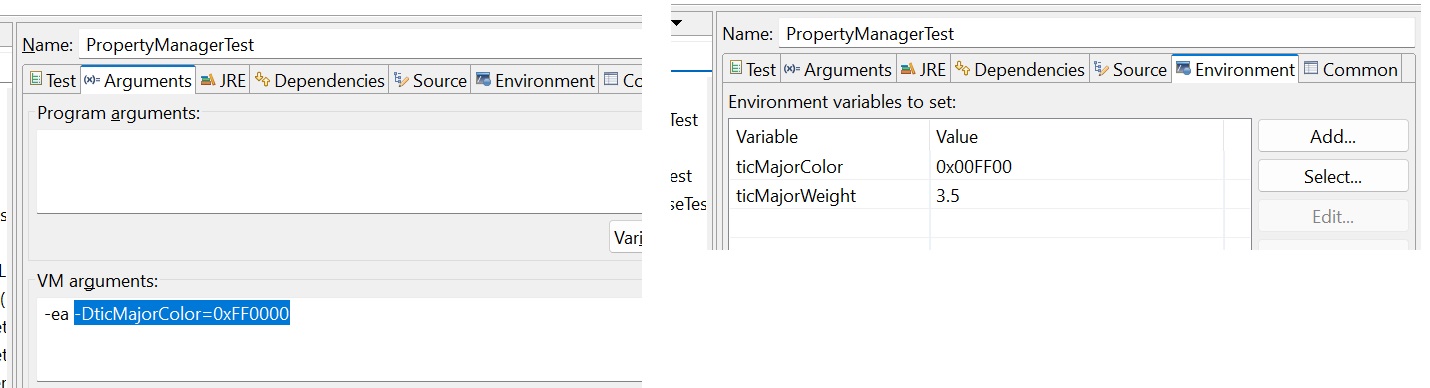 Name: PropertyManagerTest
Test (x)= Arguments JRE Dependencies Source Environment Co
Program arguments:
Vari
VM arguments:
-ea -DticMajorColor=0xFF0000
Name: PropertyManagerTest
Test (x)= Arguments JRE Dependencies Source Environment Common
Environment variables to set:
Variable Value
ticMajorColor 0x00FF00
ticMajorWeight 3.5
Add...
Select...
Edit...
Test
est
seTes